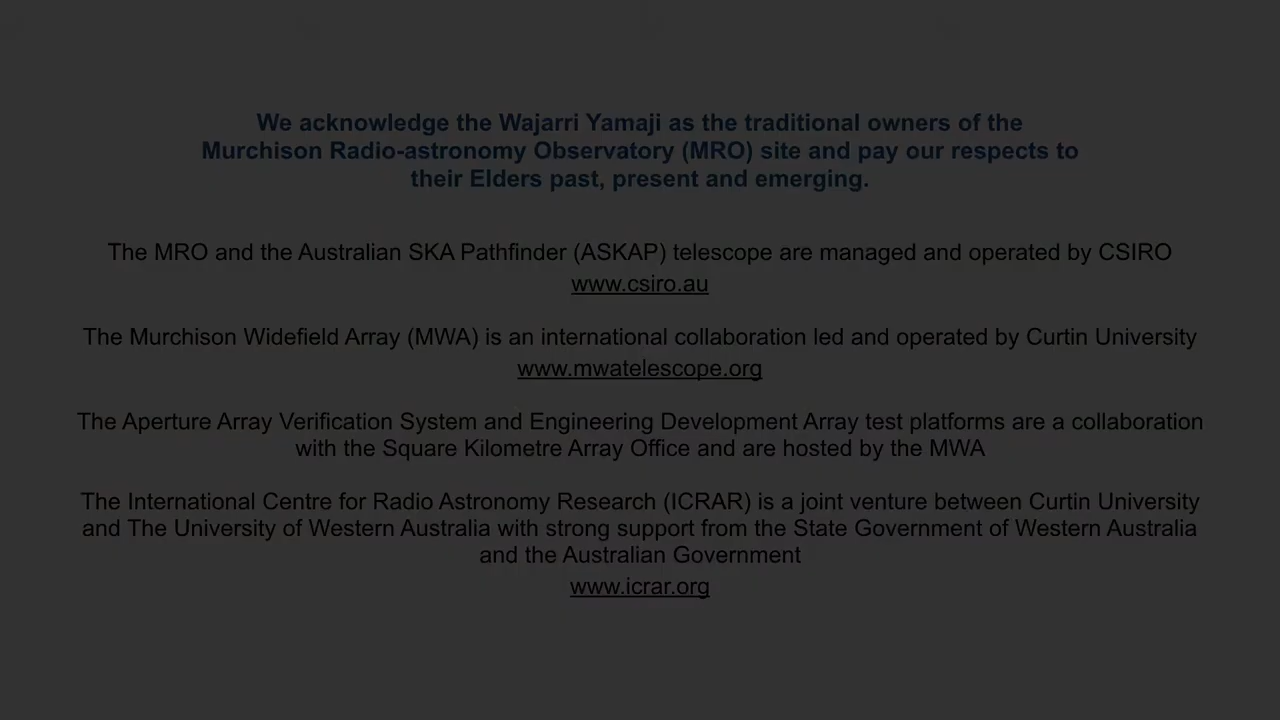 We acknowledge the Wajarri Yamaji as the traditional owners of the
Murchison Radio-astronomy Observatory (MRO) site and pay our respects to
their Elders past, present and emerging.
The MRO and the Australian SKA Pathfinder (ASKAP) telescope are managed and operated by CSIRO
www.csiro.au
The Murchison Widefield Array (MWA) is an international collaboration led and operated by Curtin University
www.mwatelescope.org
The Aperture Array Verification System and Engineering Development Array test platforms are a collaboration
with the Square Kilometre Array Office and are hosted by the MWA
The International Centre for Radio Astronomy Research (ICRAR) is a joint venture between Curtin University
and The University of Western Australia with strong support from the State Government of Western Australia
and the Australian Government
www.icrar.org